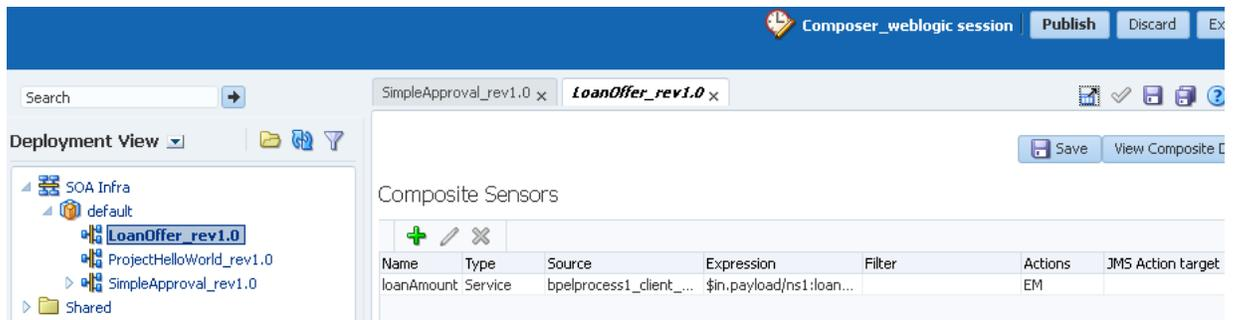 Composer_weblogic session Publish Discard Ex
Search
SimpleApproval_rev1.0 LoanOffer_rev1.0
Deployment View
Save View Composite D
SOA Infra
default
LoanOffer_rev1.0
ProjectHelloWorld_rev1.0
SimpleApproval_rev1.0
Shared
Composite Sensors
Name Type Source Expression Filter Actions JMS Action target
loanAmount Service bpelprocess1_client_... $in.payload/ns1:loan... EM